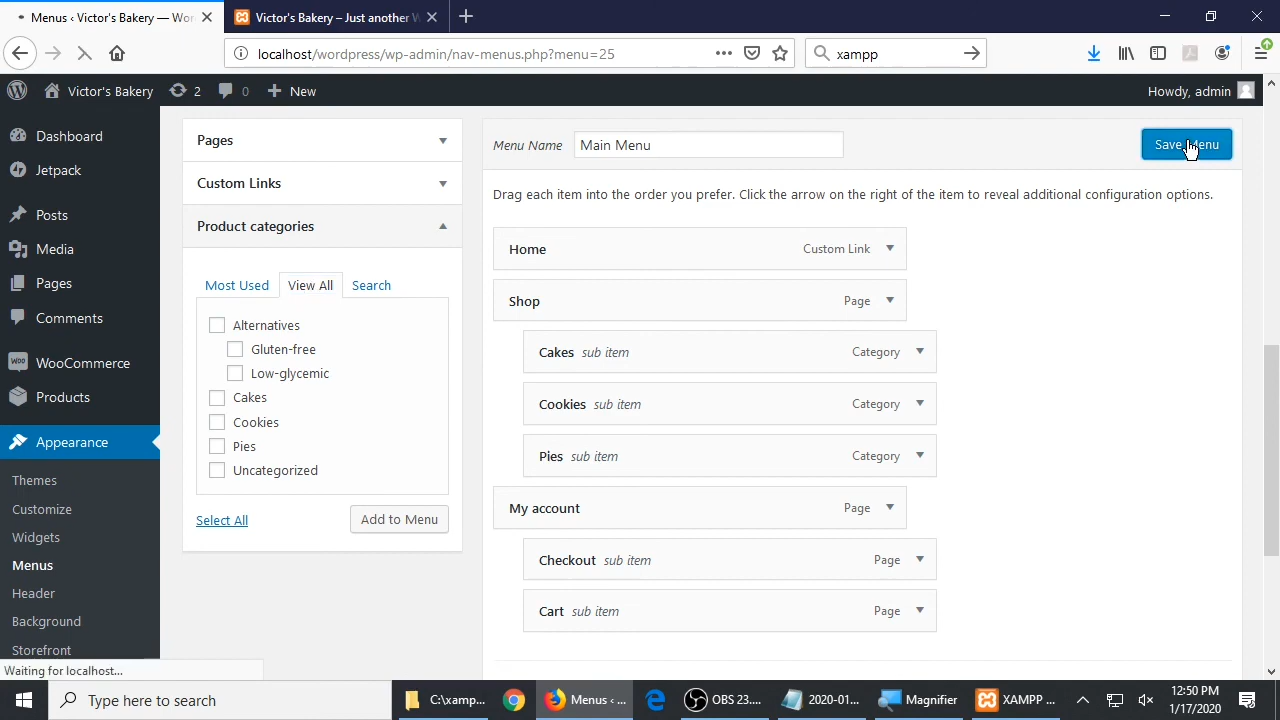 Menus ‹ Victor's Bakery — Wor
Victor's Bakery – Just another W
localhost/wordpress/wp-admin/nav-menus.php?menu=25
xampp
Victor's Bakery
2
0
New
Howdy, admin
Dashboard
Jetpack
Posts
Media
Pages
Comments
WooCommerce
Products
Appearance
Themes
Customize
Widgets
Menus
Header
Background
Storefront
Waiting for localhost...
Pages
Custom Links
Product categories
Most Used
View All
Search
Alternatives
Gluten-free
Low-glycemic
Cakes
Cookies
Pies
Uncategorized
Select All
Add to Menu
Menu Name
Main Menu
Save Menu
Drag each item into the order you prefer. Click the arrow on the right of the item to reveal additional configuration options.
Home Custom Link
Shop Page
Cakes sub item Category
Cookies sub item Category
Pies sub item Category
My account Page
Checkout sub item Page
Cart sub item Page
Type here to search
C:\xamp...
Menus ‹ ...
OBS 23....
2020-01...
Magnifier
XAMPP ...
12:50 PM
1/17/2020